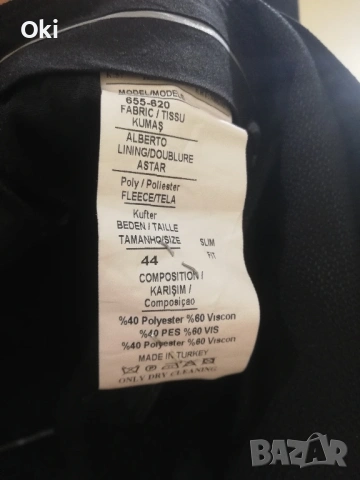 Oki
MODEL/MODELE
655-620
FABRIC / TISSU
KUMAŞ
ALBERTO
LINING/DOUBLURE
ASTAR
Poly / Poliester
FLEECE/TELA
Kufter
BEDEN / TAILLE
TAMANHO/SIZE SLIM
44 FIT
COMPOSITION /
KARIŞIM /
Composiçao
%40 Polyester %60 Viscon
%40 PES %60 VIS
%40 Polyester %60 Viscon
MADE IN TURKEY
ONLY DRY CLEANING
BAZAR